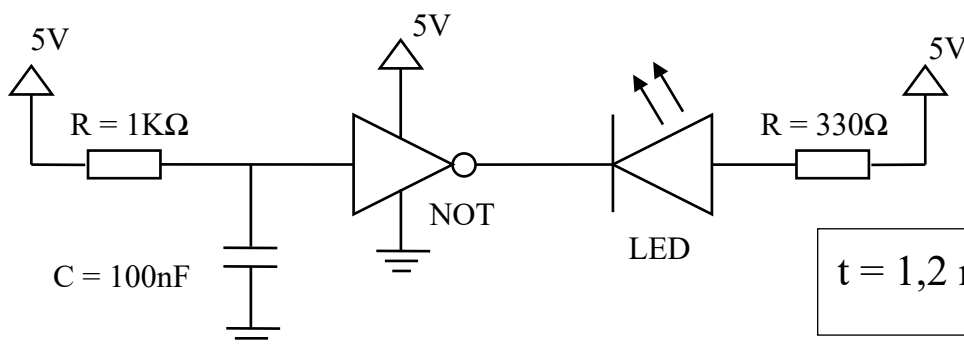 5V
5V
5V
R = 1KΩ
R = 330Ω
NOT
LED
C = 100nF
t = 1,2